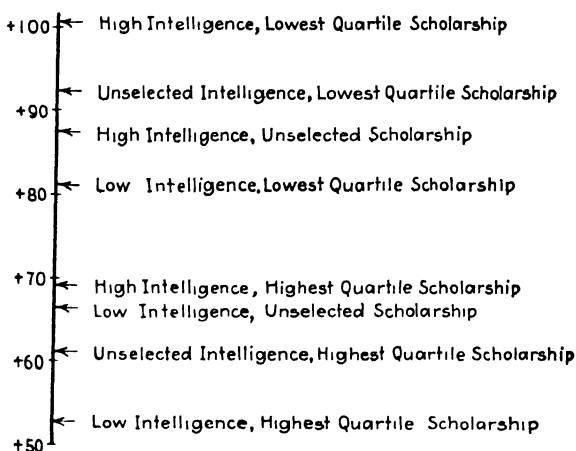 +100 High Intelligence, Lowest Quartile Scholarship
Unselected Intelligence, Lowest Quartile Scholarship
+90
High Intelligence, Unselected Scholarship
+80 Low Intelligence, Lowest Quartile Scholarship
+70
High Intelligence, Highest Quartile Scholarship
Low Intelligence, Unselected Scholarship
Unselected Intelligence, Highest Quartile Scholarship
+60
Low Intelligence, Highest Quartile Scholarship
+50